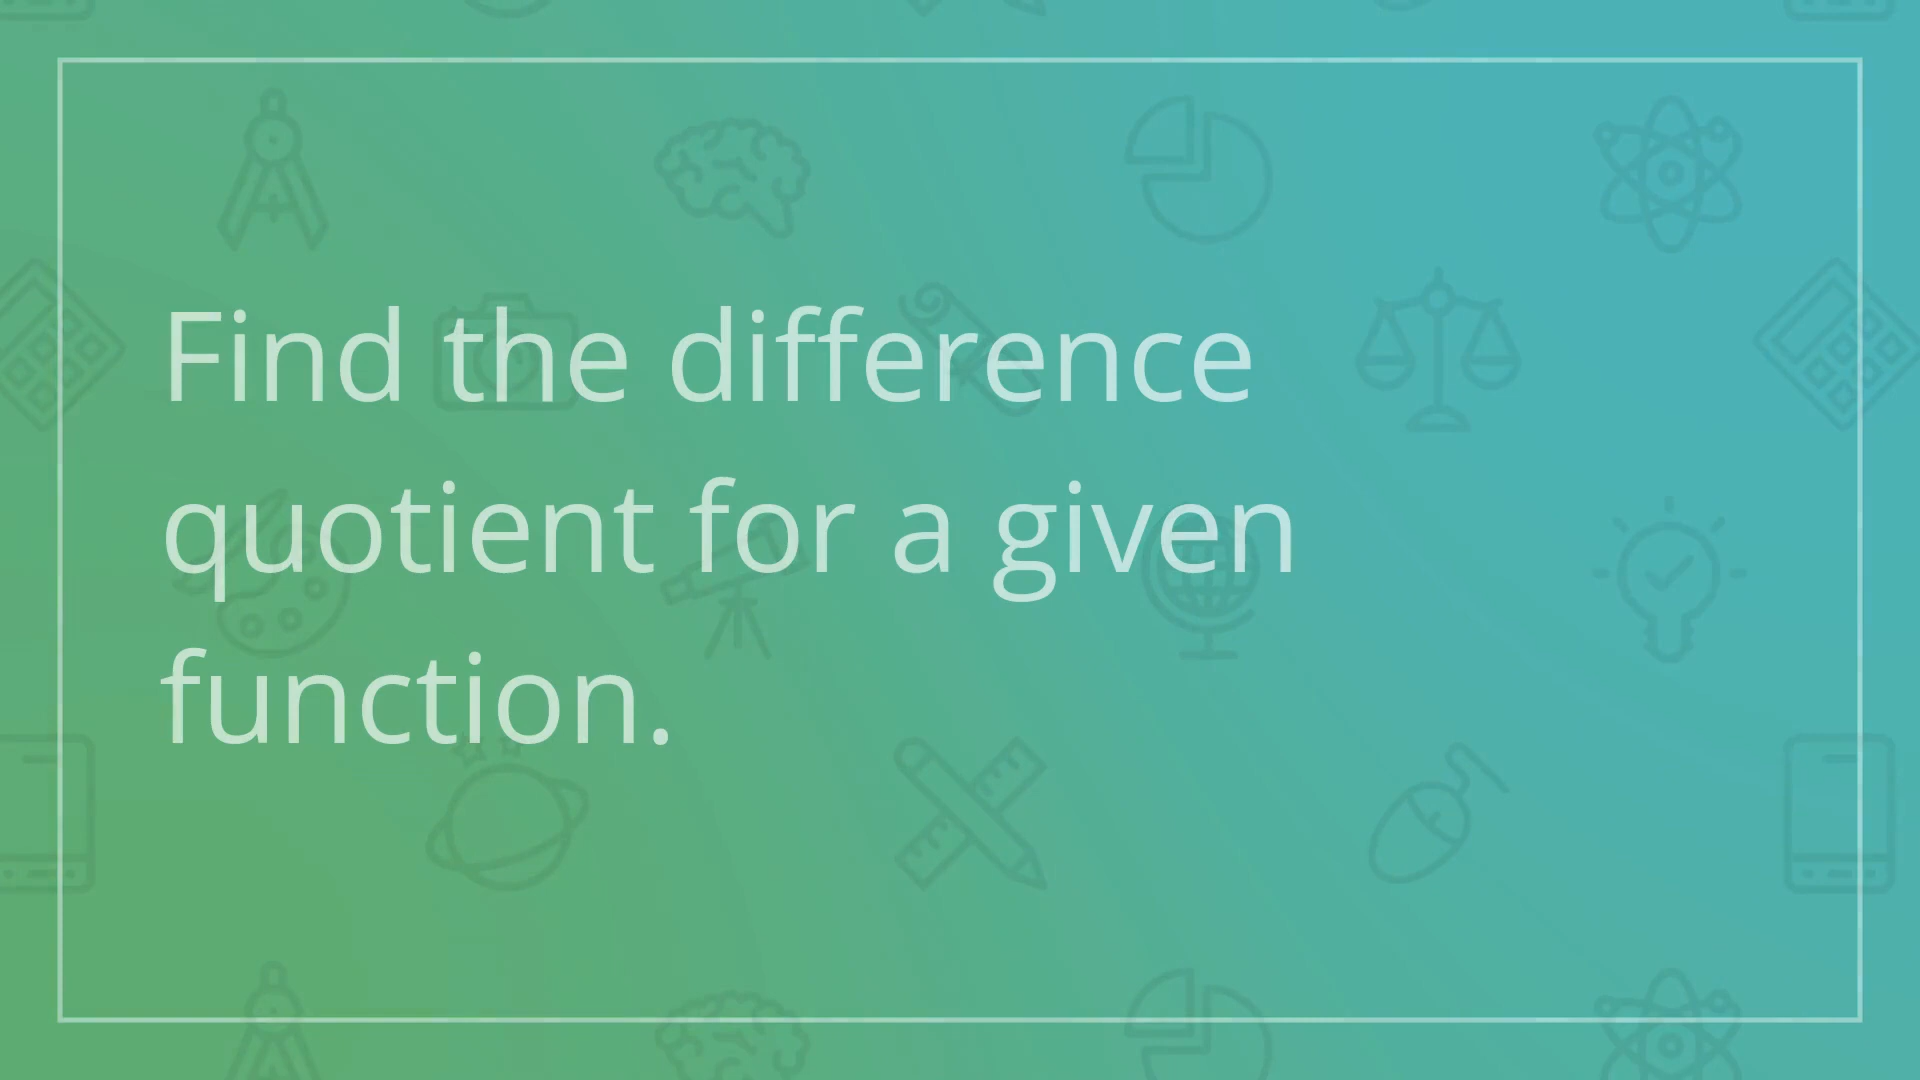 Find the difference
quotient for a given
function.